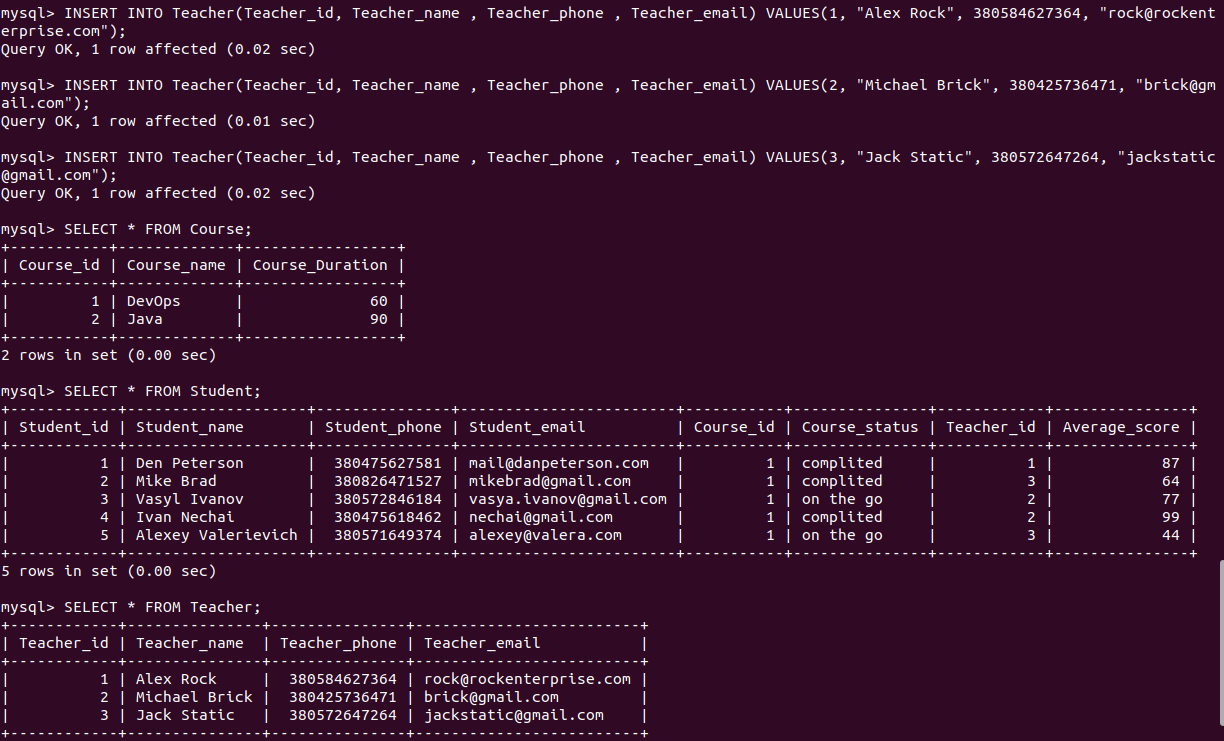 mysql> INSERT INTO Teacher(Teacher_id, Teacher_name , Teacher_phone , Teacher_email) VALUES(1, "Alex Rock", 380584627364, "rock@rockent
erprise.com");
Query OK, 1 row affected (0.02 sec)

mysql> INSERT INTO Teacher(Teacher_id, Teacher_name , Teacher_phone , Teacher_email) VALUES(2, "Michael Brick", 380425736471, "brick@gm
ail.com");
Query OK, 1 row affected (0.01 sec)

mysql> INSERT INTO Teacher(Teacher_id, Teacher_name , Teacher_phone , Teacher_email) VALUES(3, "Jack Static", 380572647264, "jackstatic
@gmail.com");
Query OK, 1 row affected (0.02 sec)

mysql> SELECT * FROM Course;
+-----------+-------------+-----------------+
| Course_id | Course_name | Course_Duration |
+-----------+-------------+-----------------+
|         1 | DevOps      |              60 |
|         2 | Java        |              90 |
+-----------+-------------+-----------------+
2 rows in set (0.00 sec)

mysql> SELECT * FROM Student;
+------------+--------------------+---------------+------------------------+-----------+---------------+------------+---------------+
| Student_id | Student_name       | Student_phone | Student_email          | Course_id | Course_status | Teacher_id | Average_score |
+------------+--------------------+---------------+------------------------+-----------+---------------+------------+---------------+
|          1 | Den Peterson       |  380475627581 | mail@danpeterson.com   |         1 | complited     |          1 |            87 |
|          2 | Mike Brad          |  380826471527 | mikebrad@gmail.com     |         1 | complited     |          3 |            64 |
|          3 | Vasyl Ivanov       |  380572846184 | vasya.ivanov@gmail.com |         1 | on the go     |          2 |            77 |
|          4 | Ivan Nechai        |  380475618462 | nechai@gmail.com       |         1 | complited     |          2 |            99 |
|          5 | Alexey Valerievich |  380571649374 | alexey@valera.com      |         1 | on the go     |          3 |            44 |
+------------+--------------------+---------------+------------------------+-----------+---------------+------------+---------------+
5 rows in set (0.00 sec)

mysql> SELECT * FROM Teacher;
+------------+---------------+---------------+-------------------------+
| Teacher_id | Teacher_name  | Teacher_phone | Teacher_email           |
+------------+---------------+---------------+-------------------------+
|          1 | Alex Rock     |  380584627364 | rock@rockenterprise.com |
|          2 | Michael Brick |  380425736471 | brick@gmail.com         |
|          3 | Jack Static   |  380572647264 | jackstatic@gmail.com    |
+------------+---------------+---------------+-------------------------+